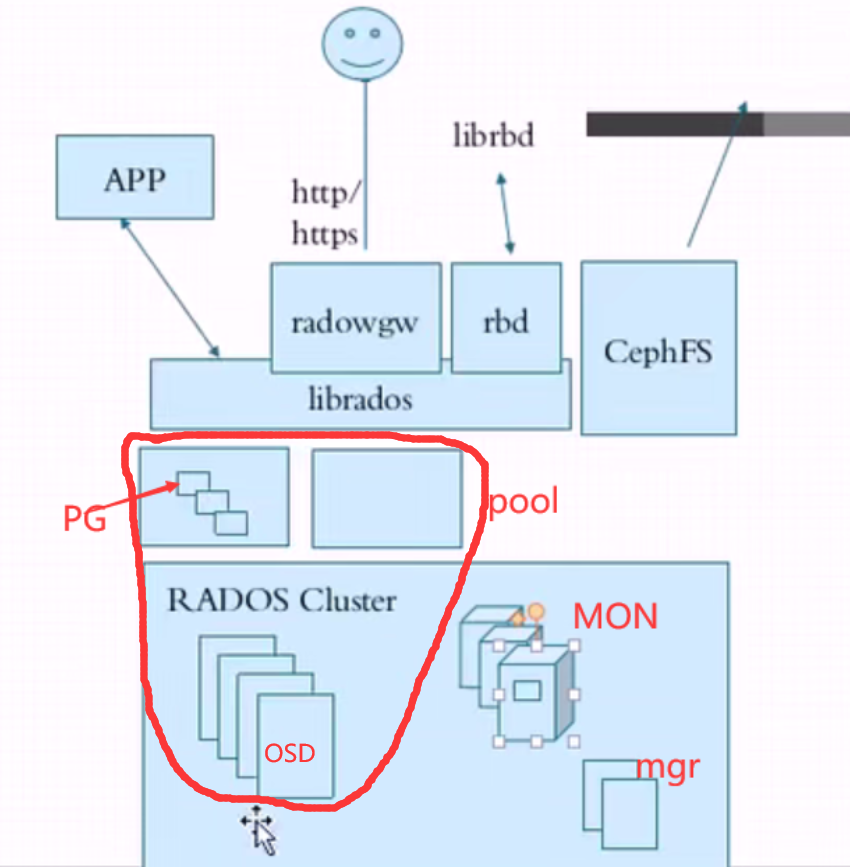 librbd
APP
http/
https
radowgw
rbd
CephFS
librados
pool
PG
RADOS Cluster
MON
OSD
mgr